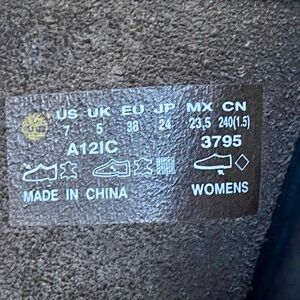 US UK EU JP MX CN
7 5 38 24 23.5 240(1.5)
A12IC 3795
MADE IN CHINA WOMENS